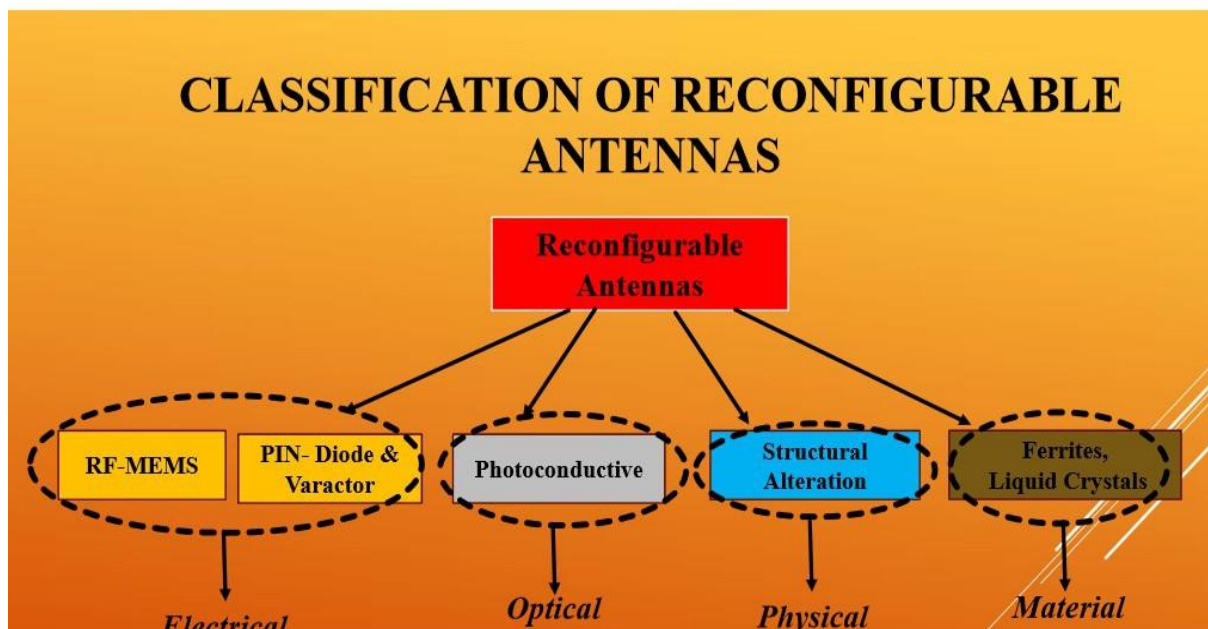 CLASSIFICATION OF RECONFIGURABLE
ANTENNAS
Reconfigurable
Antennas
RF-MEMS
PIN- Diode &
Varactor
Photoconductive
Structural
Alteration
Ferrites,
Liquid Crystals
Electrical
Optical
Physical
Material